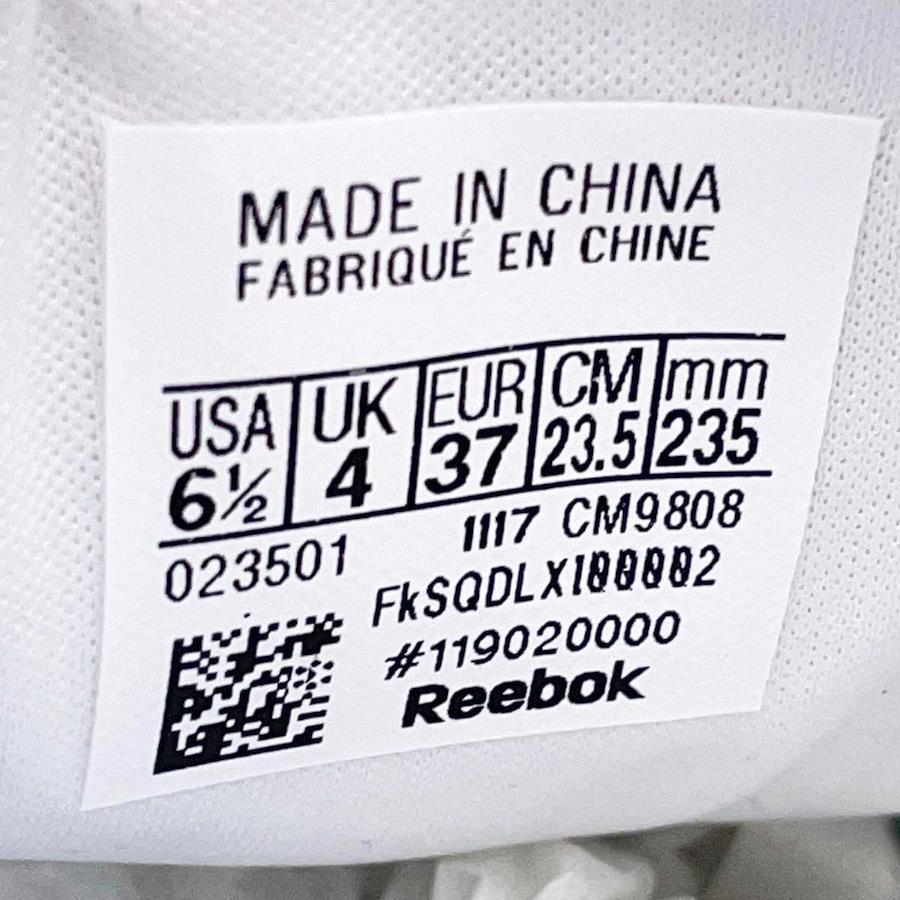 MADE IN CHINA
FABRIQUÉ EN CHINE
USA UK EUR CM mm
6½ 4 37 23.5 235
023501 1117 CM9808
#119020000
Reebok